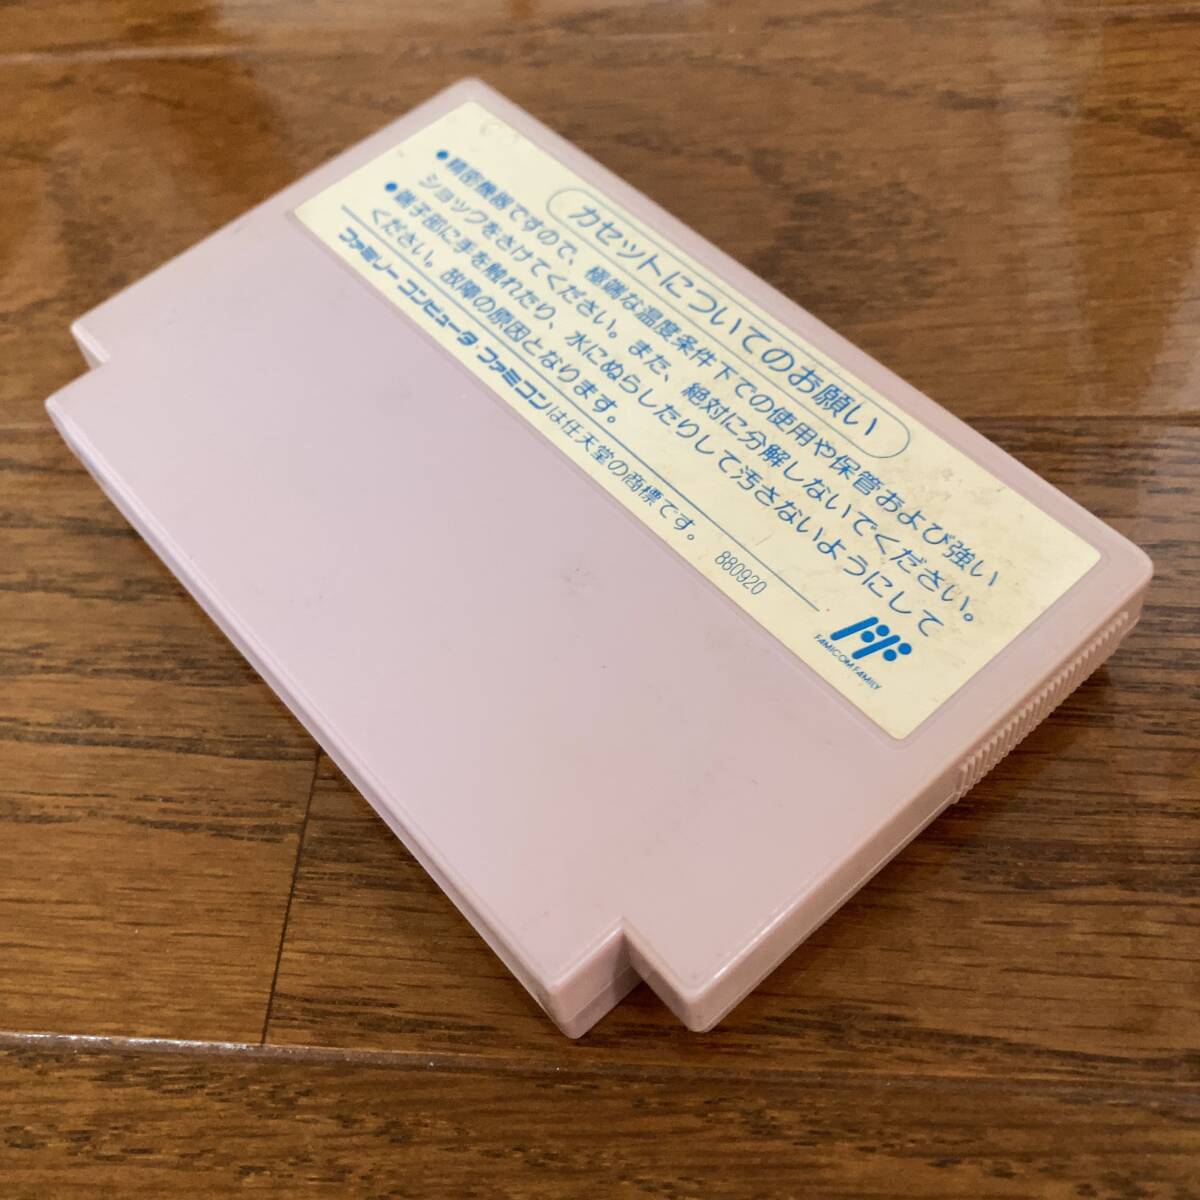 カセットについてのお願い
●精密機器ですので、極端な温度条件下での使用や保管および強い
ショックをさけてください。また、絶対に分解しないでください。
●端子部に手を触れたり、水にぬらしたりして汚さないようにして
ください。故障の原因となります。
ファミリーコンピュータ・ファミコンは任天堂の商標です。
880920
FAMICOM FAMILY